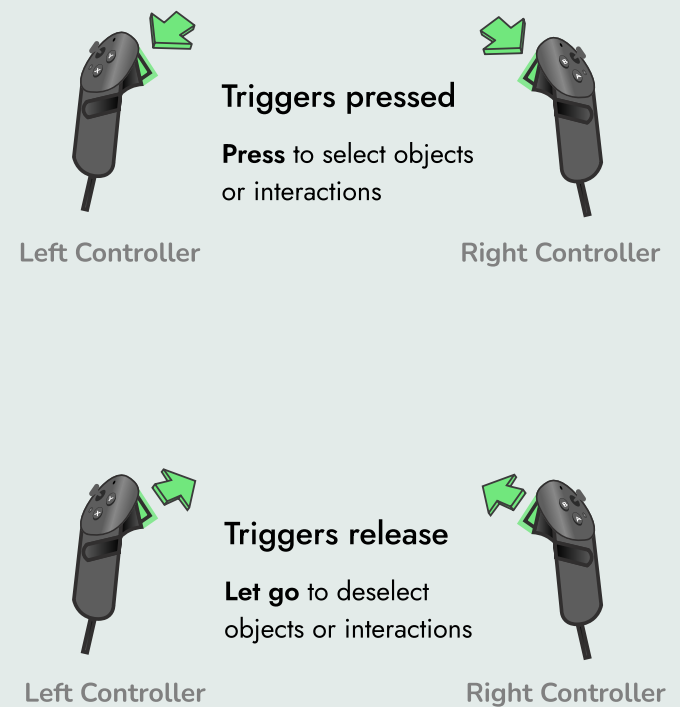 Triggers pressed
Press to select objects
or interactions
Left Controller
Right Controller
Triggers release
Let go to deselect
objects or interactions
Left Controller
Right Controller